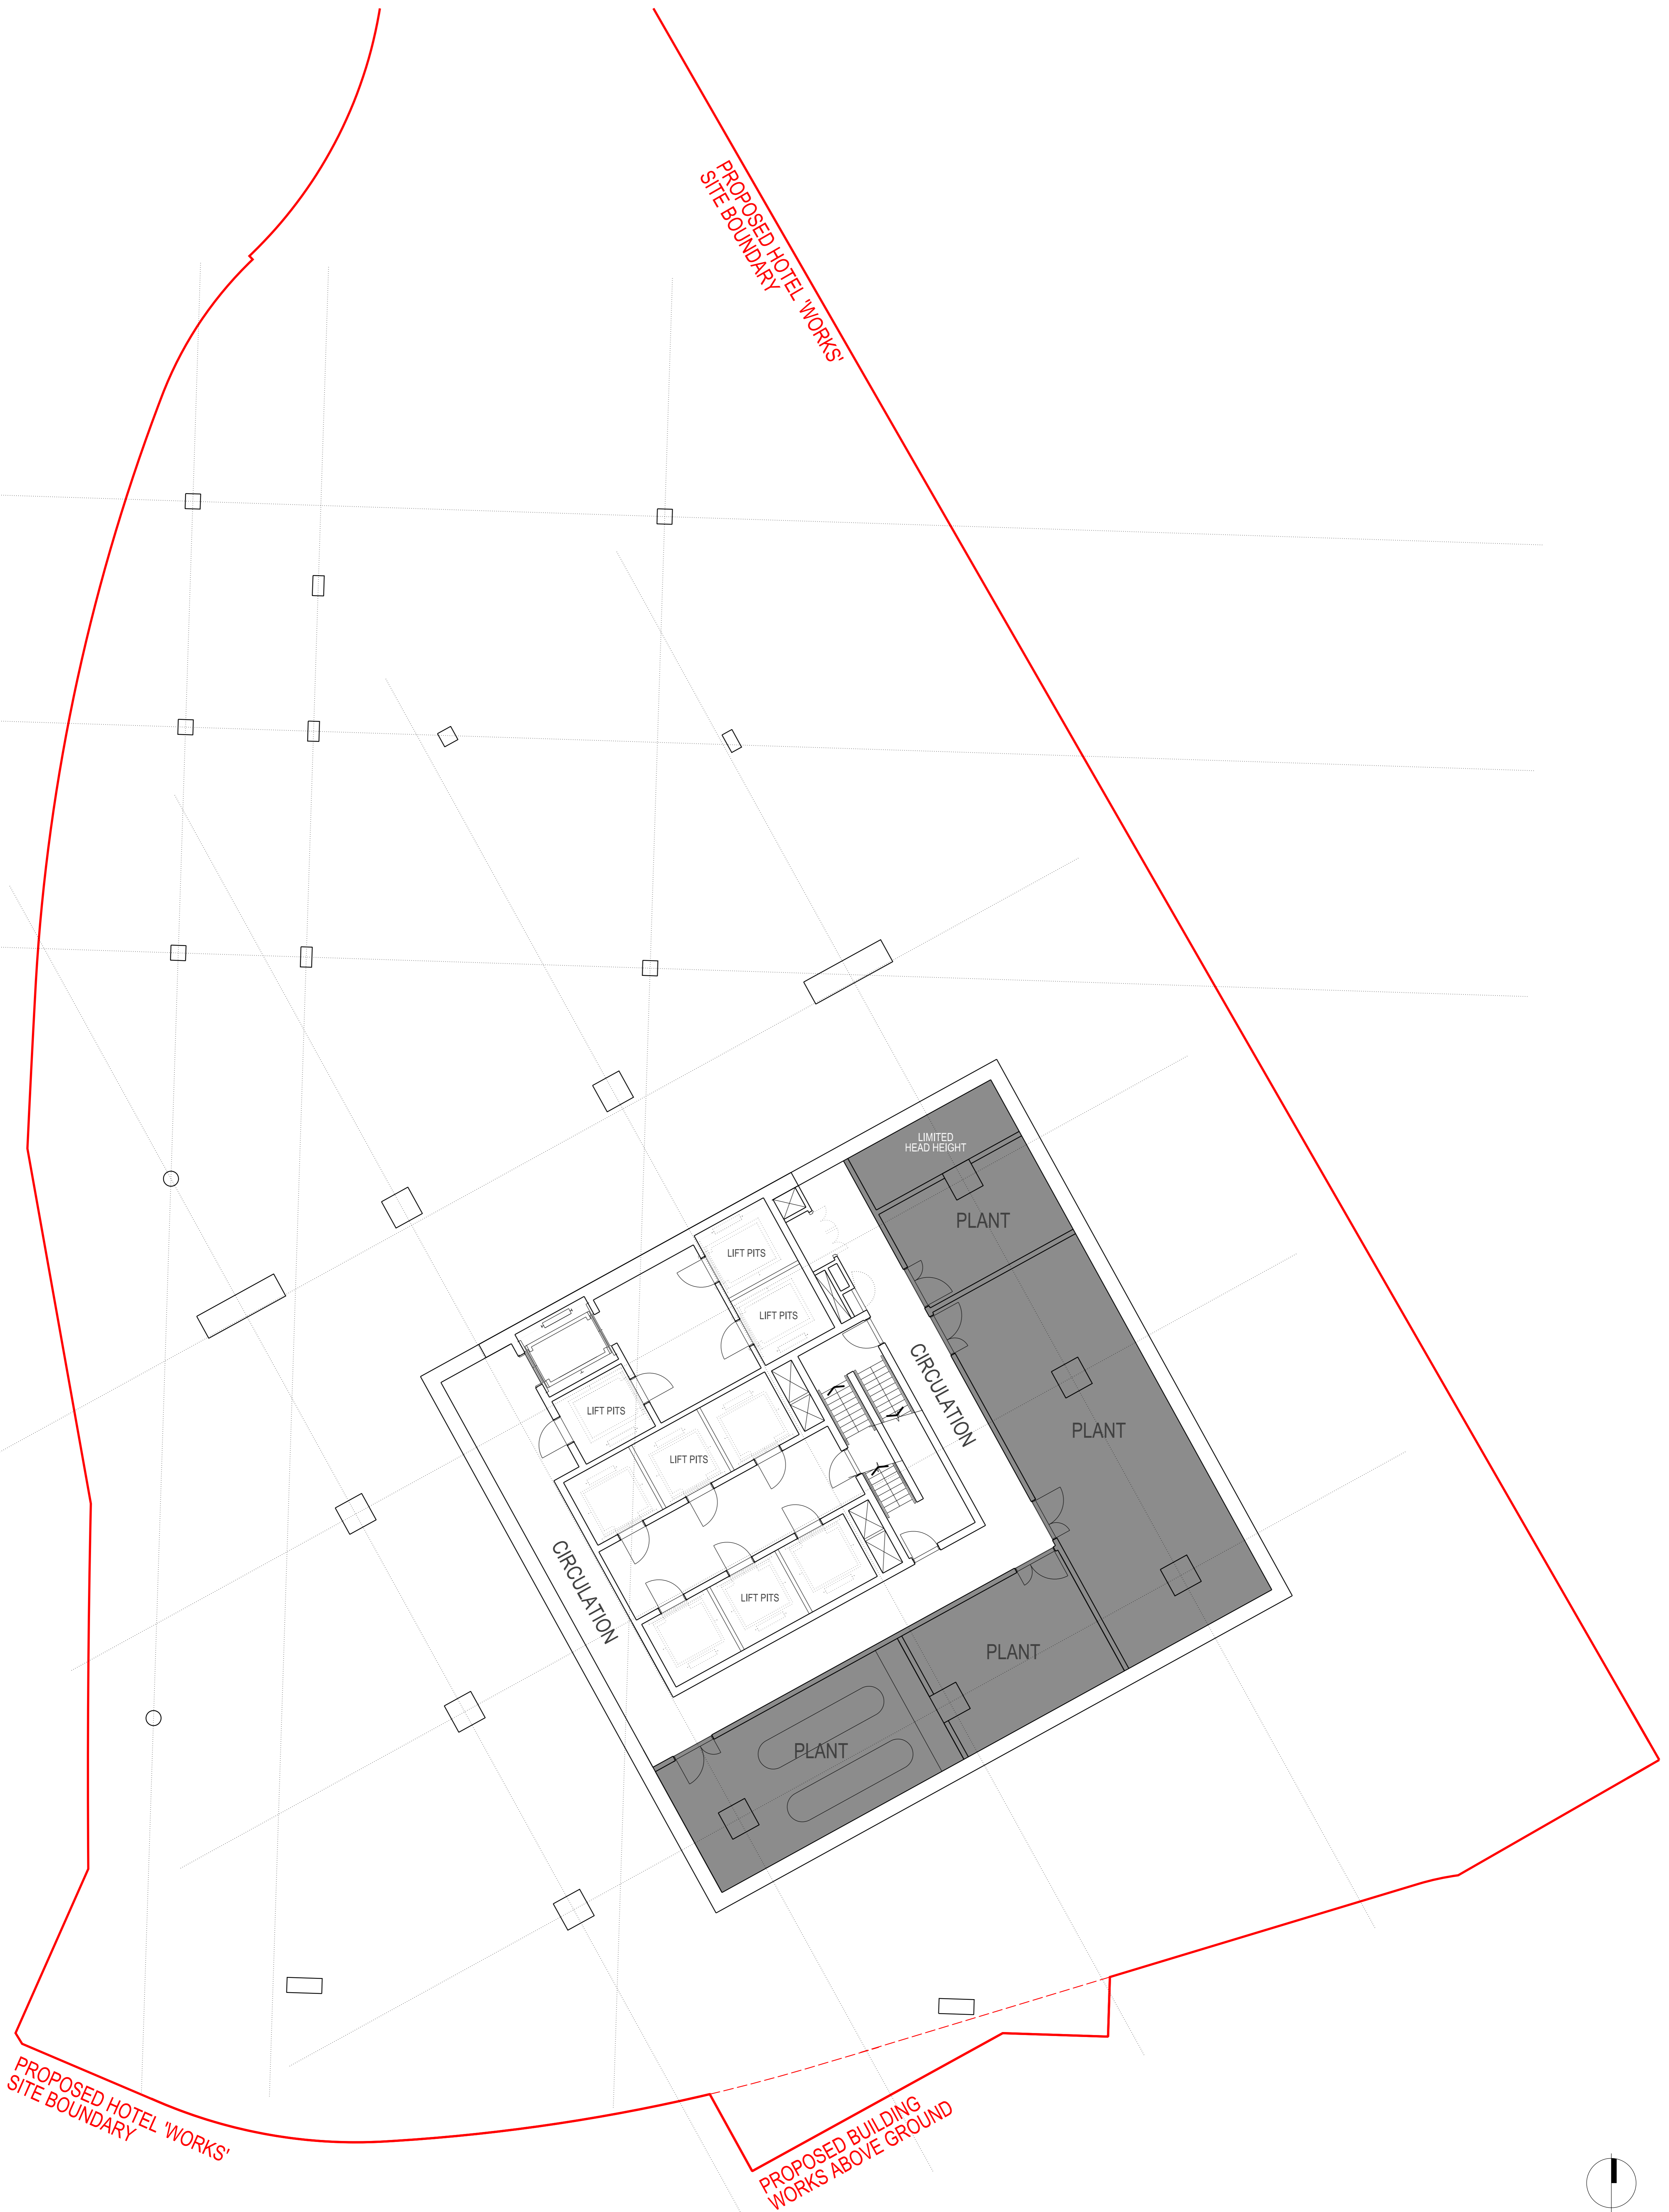 PROPOSED HOTEL 'WORKS'
SITE BOUNDARY
LIMITED
HEAD HEIGHT
PLANT
LIFT PITS
LIFT PITS
CIRCULATION
LIFT PITS
PLANT
LIFT PITS
CIRCULATION
LIFT PITS
PLANT
PLANT
PROPOSED HOTEL 'WORKS'
SITE BOUNDARY
PROPOSED BUILDING
WORKS ABOVE GROUND